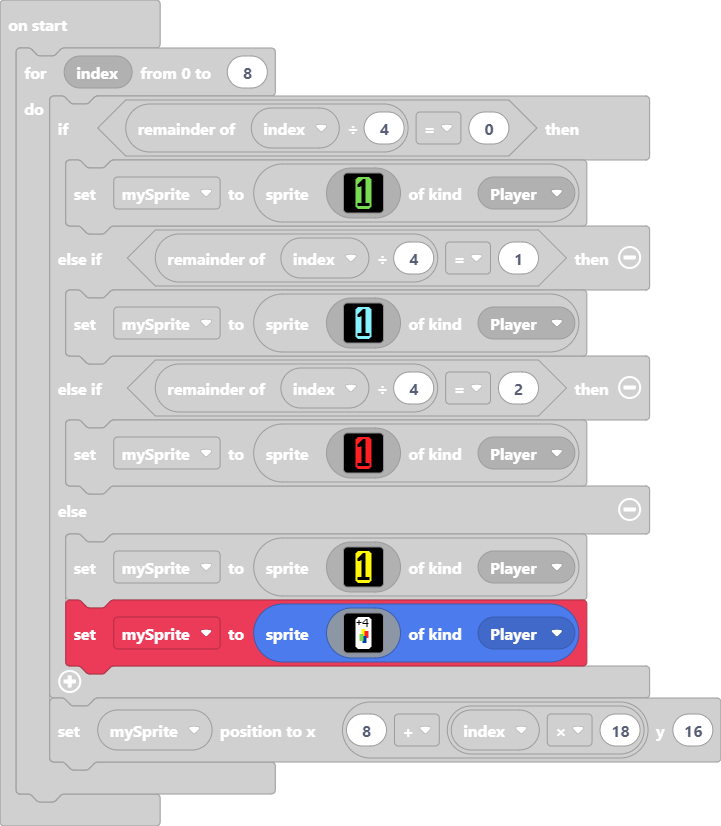 on start
for index from 0 to 8
do
if remainder of index ÷ 4 = 0 then
set mySprite to sprite 1 of kind Player
else if remainder of index ÷ 4 = 1 then
set mySprite to sprite 1 of kind Player
else if remainder of index ÷ 4 = 2 then
set mySprite to sprite 1 of kind Player
else
set mySprite to sprite 1 of kind Player
set mySprite to sprite +4 of kind Player
set mySprite position to x 8 + index × 18 y 16